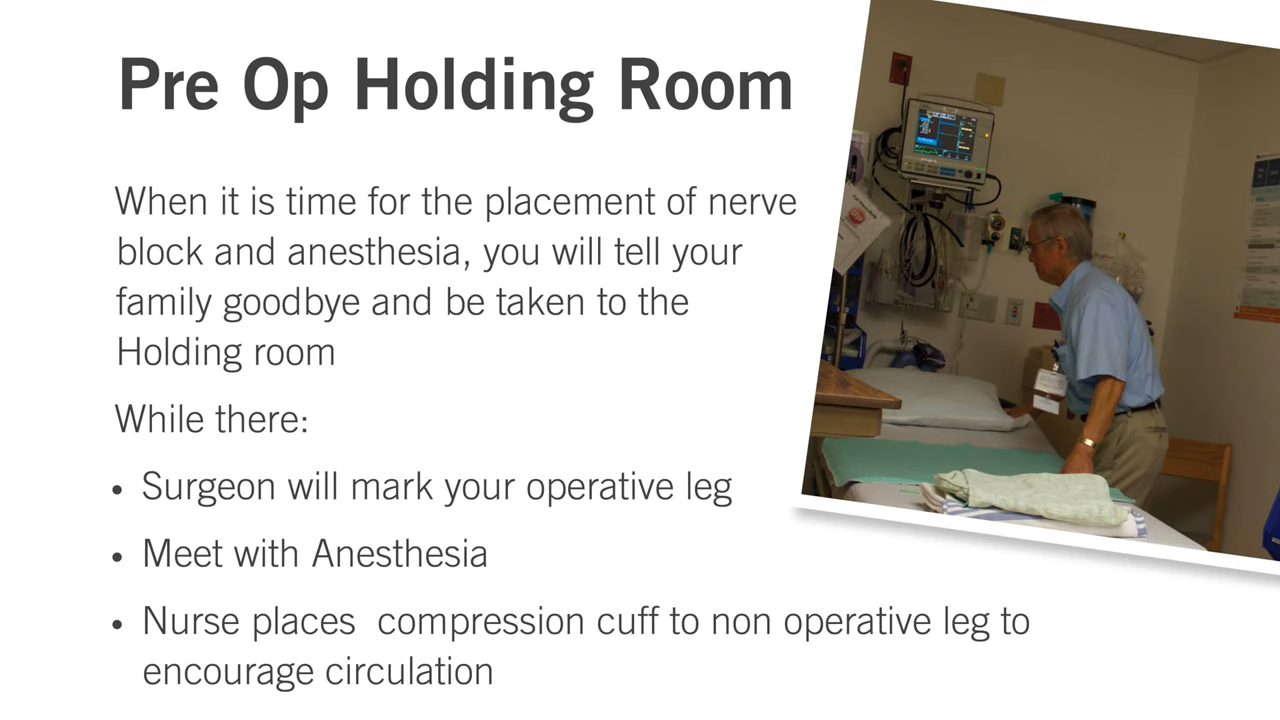 Pre Op Holding Room
When it is time for the placement of nerve
block and anesthesia, you will tell your
family goodbye and be taken to the
Holding room
While there:
• Surgeon will mark your operative leg
• Meet with Anesthesia
• Nurse places  compression cuff to non operative leg to
encourage circulation